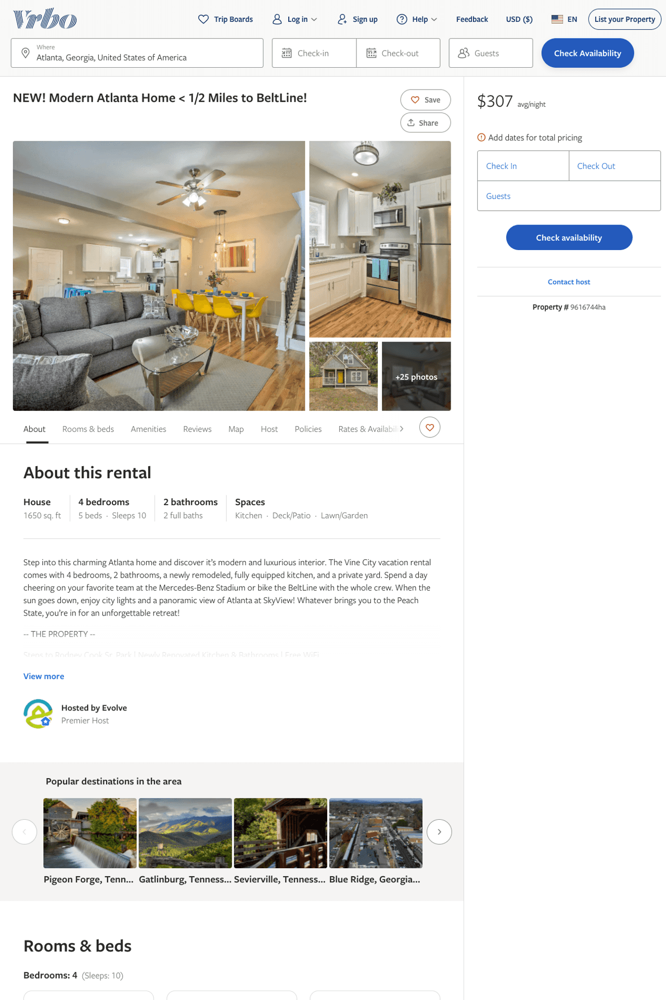 Vrbo
Trip Boards
Log in
Sign up
Help
Feedback
USD ($)
EN
List your Property
Where
Atlanta, Georgia, United States of America
Check-in
Check-out
Guests
Check Availability
NEW! Modern Atlanta Home < 1/2 Miles to BeltLine!
Save
Share
+25 photos
$307 avg/night
Add dates for total pricing
Check In
Check Out
Guests
Check availability
Contact host
Property # 9616744ha
About
Rooms & beds
Amenities
Reviews
Map
Host
Policies
Rates & Availabili
About this rental
House
1650 sq. ft
4 bedrooms
5 beds · Sleeps 10
2 bathrooms
2 full baths
Spaces
Kitchen · Deck/Patio · Lawn/Garden
Step into this charming Atlanta home and discover it’s modern and luxurious interior. The Vine City vacation rental
comes with 4 bedrooms, 2 bathrooms, a newly remodeled, fully equipped kitchen, and a private yard. Spend a day
cheering on your favorite team at the Mercedes-Benz Stadium or bike the BeltLine with the whole crew. When the
sun goes down, enjoy city lights and a panoramic view of Atlanta at SkyView! Whatever brings you to the Peach
State, you’re in for an unforgettable retreat!
-- THE PROPERTY --
Steps to Rodney Cook Sr. Park | Newly Renovated Kitchen & Bathrooms | Free WiFi
View more
Hosted by Evolve
Premier Host
Popular destinations in the area
Pigeon Forge, Tenn...
Gatlinburg, Tenness...
Sevierville, Tenness...
Blue Ridge, Georgia...
Rooms & beds
Bedrooms: 4 (Sleeps: 10)